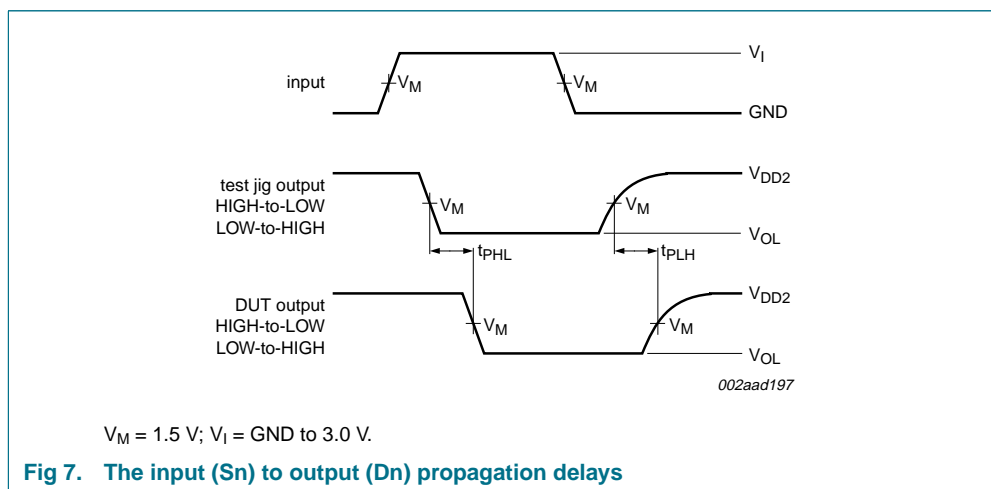 input
V_M
V_M
V_I
GND
test jig output
HIGH-to-LOW
LOW-to-HIGH
V_M
V_M
V_DD2
V_OL
t_PHL
t_PLH
DUT output
HIGH-to-LOW
LOW-to-HIGH
V_M
V_M
V_DD2
V_OL
002aad197
V_M = 1.5 V; V_I = GND to 3.0 V.
Fig 7. The input (Sn) to output (Dn) propagation delays